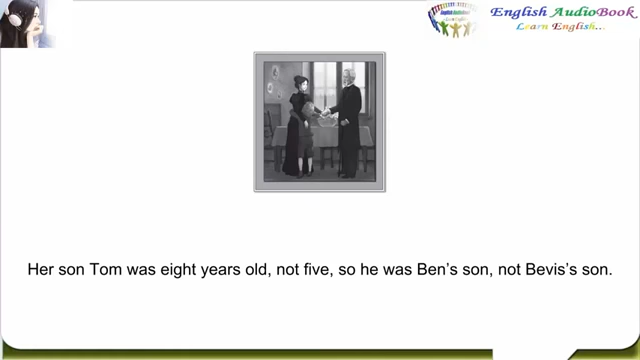 English AudioBook
Learn English...
Her son Tom was eight years old, not five, so he was Ben’s son, not Bevis’s son.